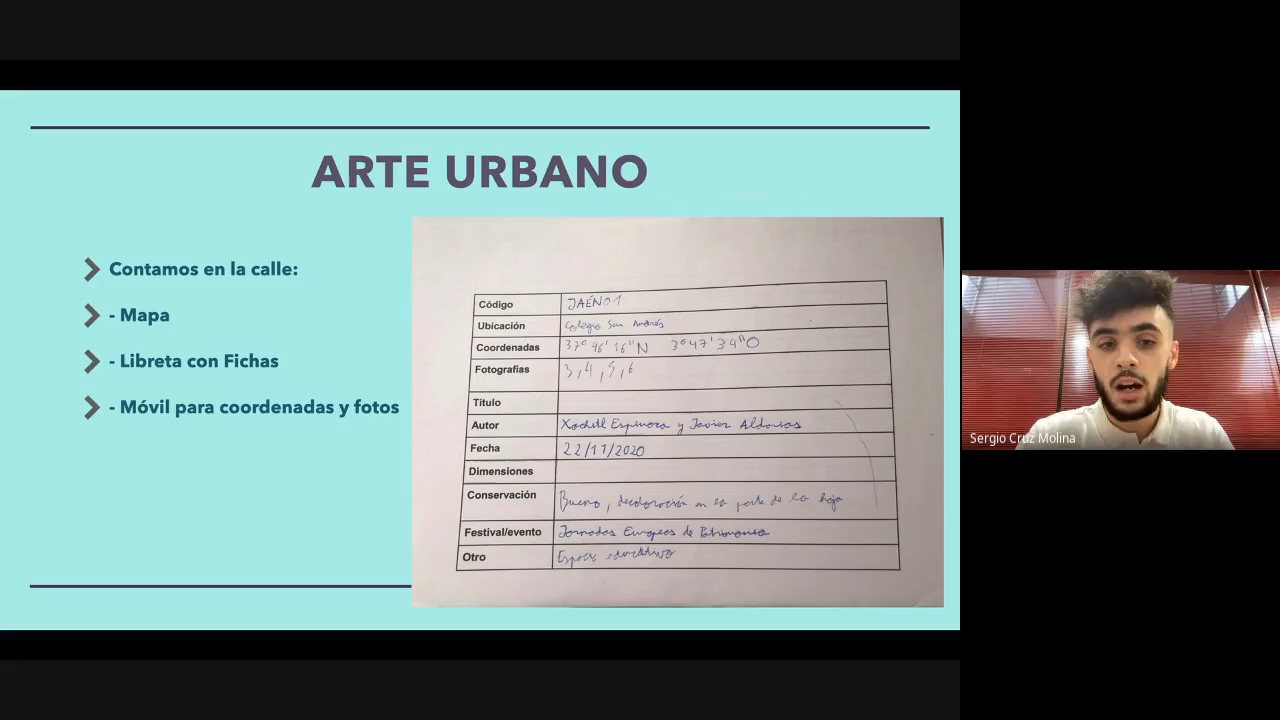 ARTE URBANO
Contamos en la calle:
- Mapa
- Libreta con Fichas
- Móvil para coordenadas y fotos
Código JAÉN01
Ubicación Colegio San Andrés
Coordenadas 37° 46' 16" N 3° 47' 34" O
Fotografías 3, 4, 5, 6
Título
Autor Xochitl Espinoza y Javier
Fecha 22/11/2020
Dimensiones
Conservación Bueno, decoloración en la parte de la hoja
Festival/evento Jornadas Europeas de Patrimonio
Otro Espacio educativo
Sergio Cruz Molina